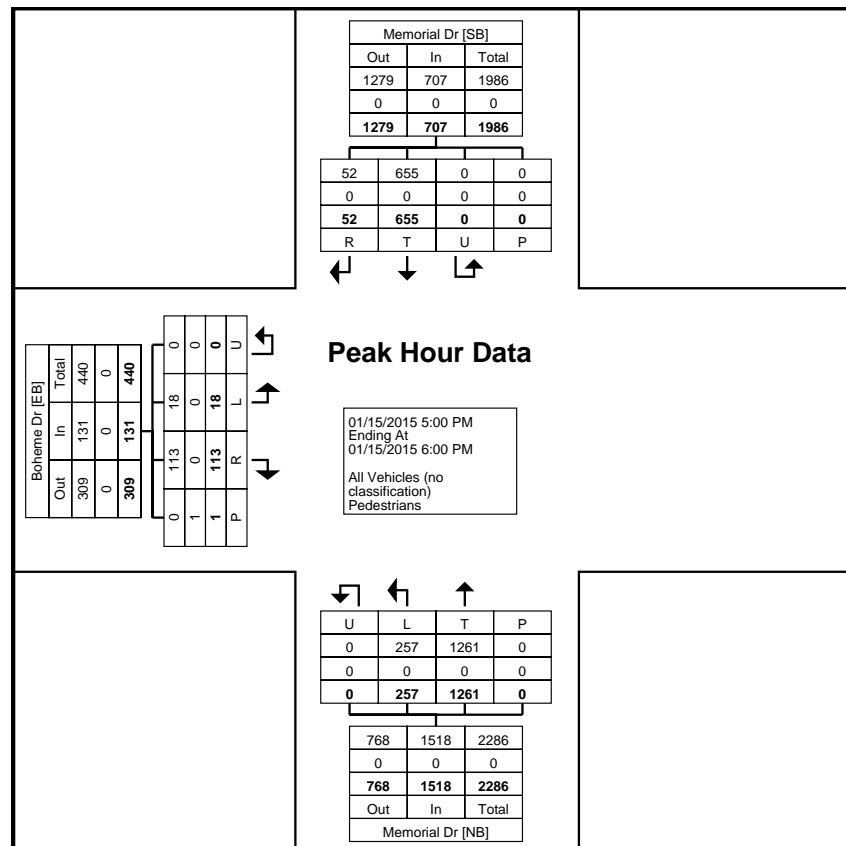 Memorial Dr [SB]
Out In Total
1279 707 1986
0 0 0
1279 707 1986
52 655 0 0
0 0 0 0
52 655 0 0
R T U P
Boheme Dr [EB]
Out In Total
309 131 440
0 0 0
309 131 440
0 113 18 0
1 0 0 0
1 113 18 0
P R L U
Peak Hour Data
01/15/2015 5:00 PM
Ending At
01/15/2015 6:00 PM
All Vehicles (no
classification)
Pedestrians
U L T P
0 257 1261 0
0 0 0 0
0 257 1261 0
768 1518 2286
0 0 0
768 1518 2286
Out In Total
Memorial Dr [NB]